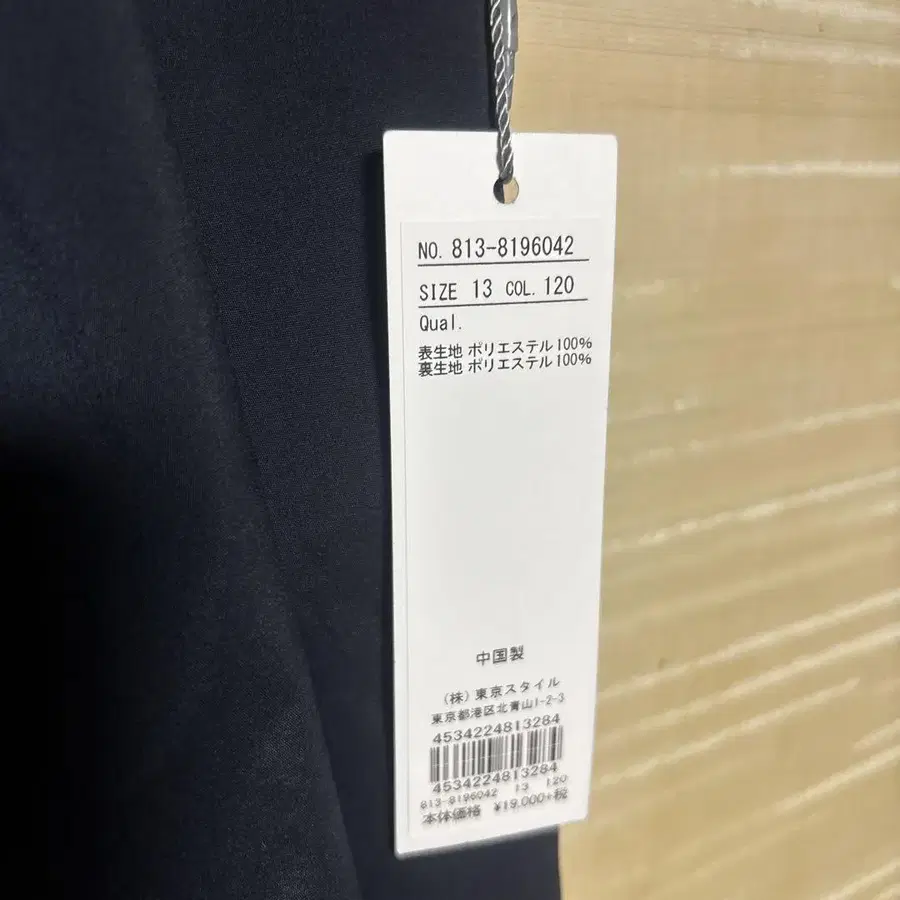 NO. 813-8196042
SIZE 13 COL. 120
Qual.
表生地 ポリエステル100%
裏生地 ポリエステル100%
中国製
(株)東京スタイル
東京都港区北青山1-2-3
4534224813284
4534224813284
813-8196042 13 120
本体価格 ¥19,000+税